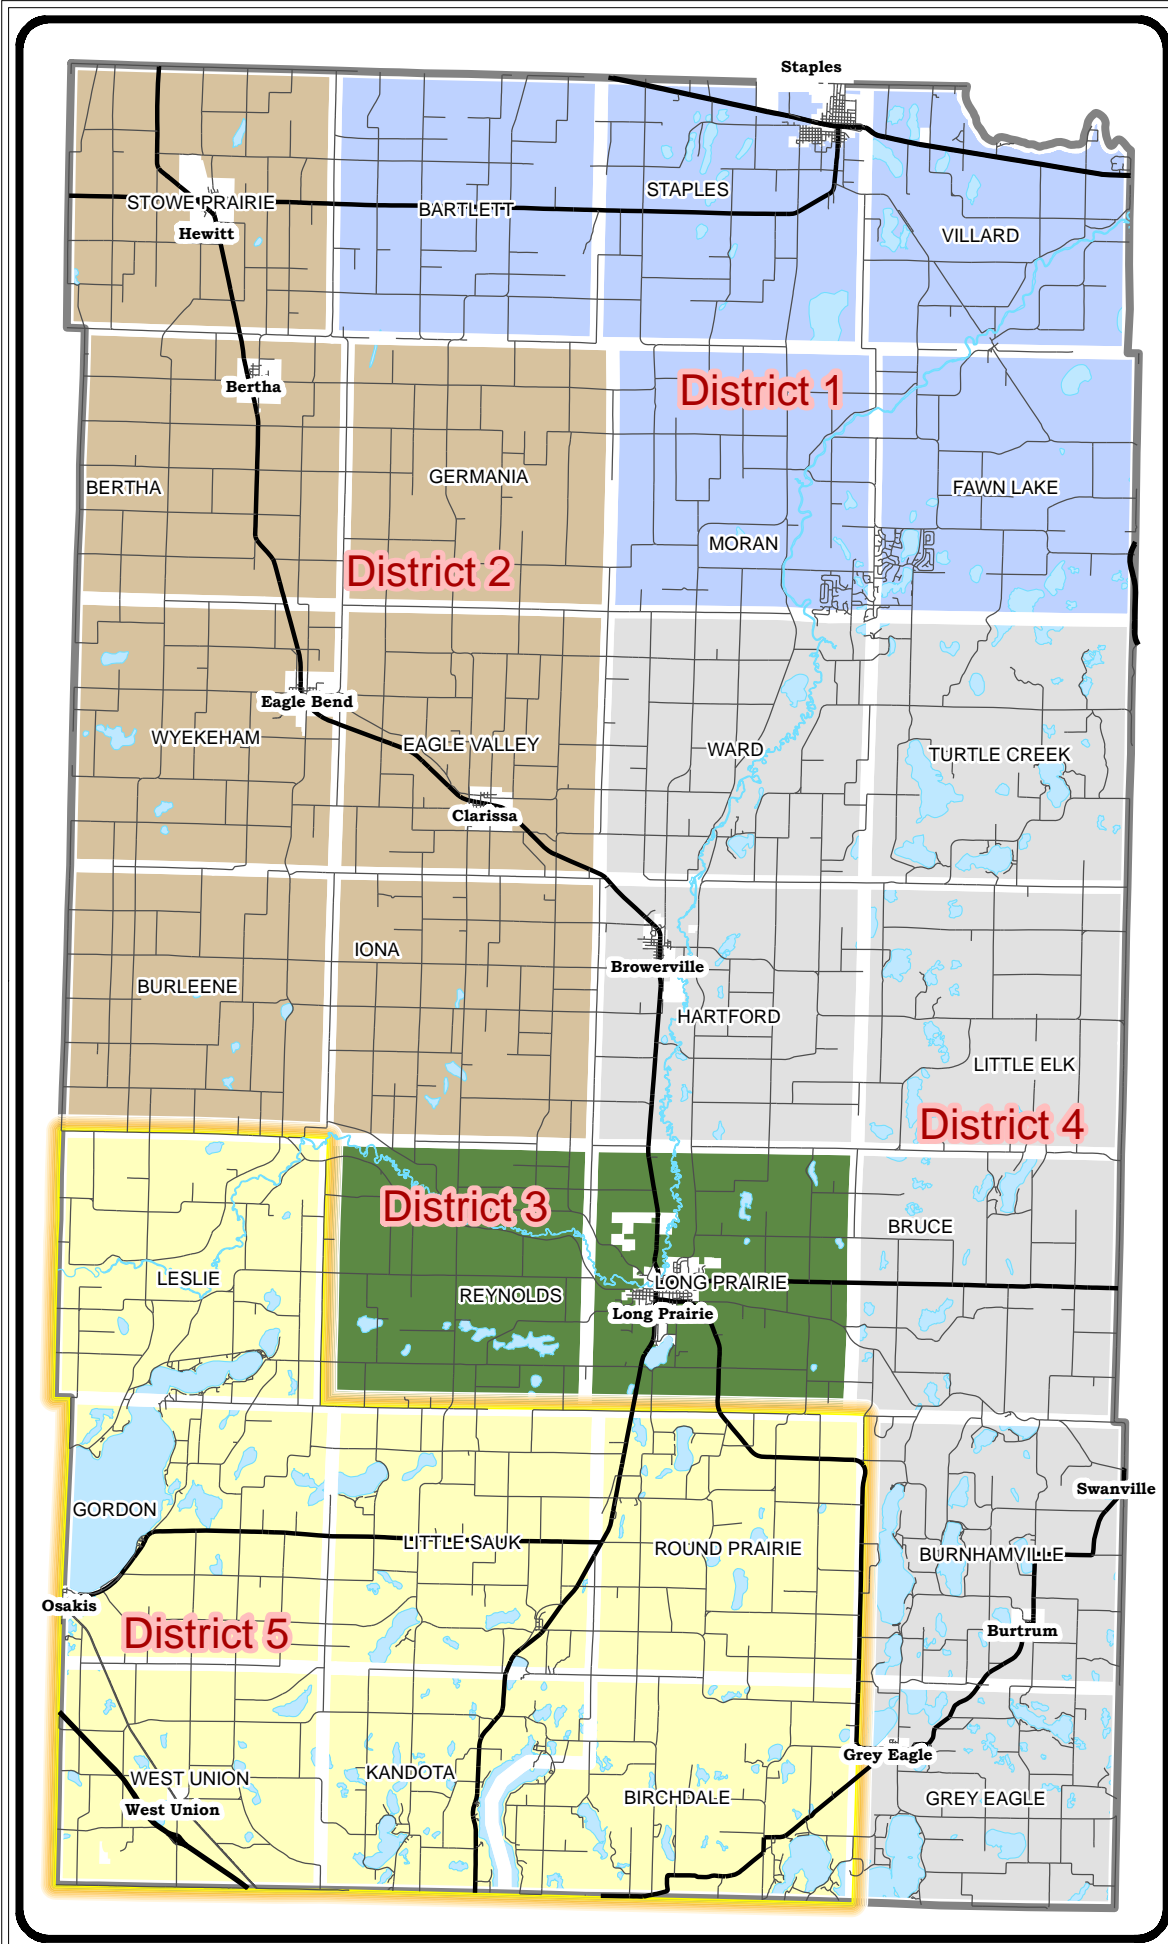 Staples
STAPLES
STOWE PRAIRIE
BARTLETT
Hewitt
VILLARD
Bertha
District 1
GERMANIA
BERTHA
FAWN LAKE
MORAN
District 2
Eagle Bend
WYEKEHAM
EAGLE VALLEY
WARD
TURTLE CREEK
Clarissa
IONA
Browerville
BURLEENE
HARTFORD
LITTLE ELK
District 4
District 3
BRUCE
LESLIE
LONG PRAIRIE
REYNOLDS
Long Prairie
Swanville
GORDON
LITTLE SAUK
ROUND PRAIRIE
BURNHAMVILLE
Osakis
District 5
Burtrum
Grey Eagle
KANDOTA
WEST UNION
BIRCHDALE
GREY EAGLE
West Union